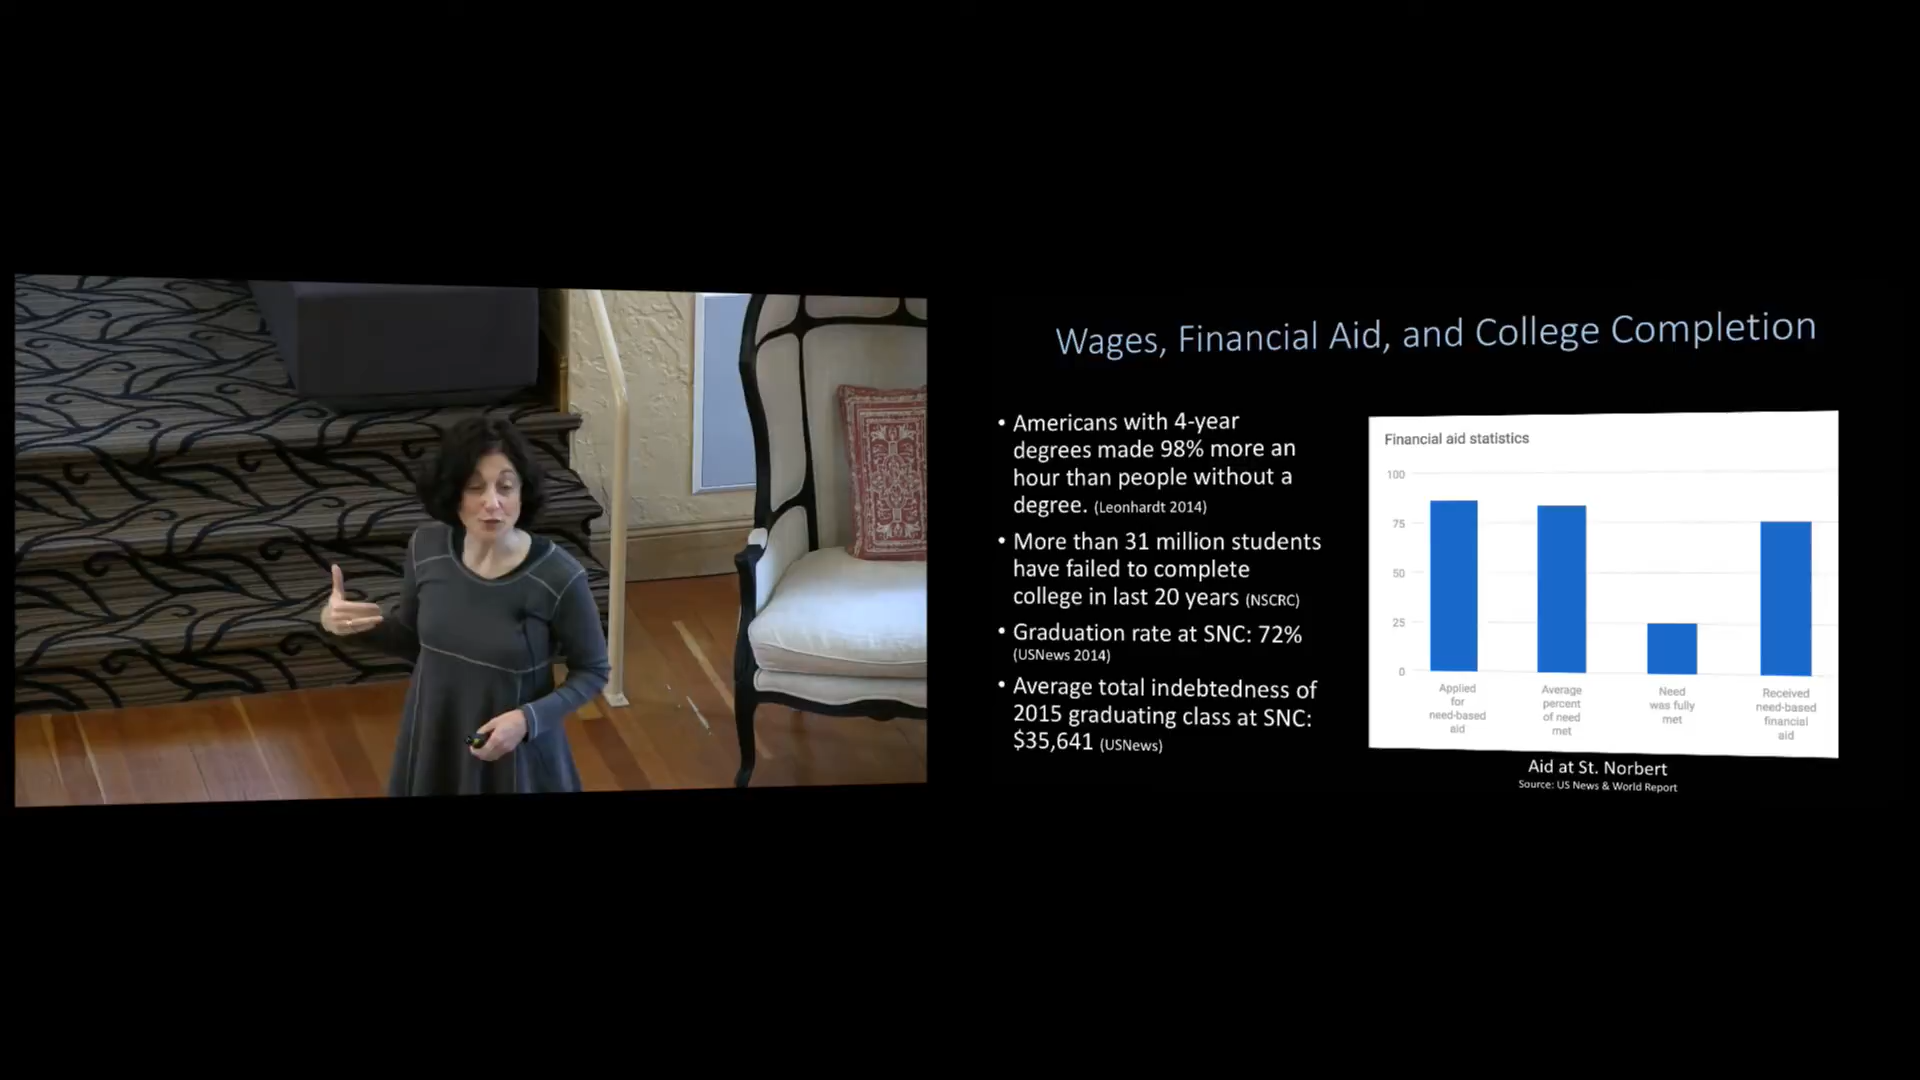 Wages, Financial Aid, and College Completion
• Americans with 4-year
degrees made 98% more an
hour than people without a
degree. (Leonhardt 2014)
• More than 31 million students
have failed to complete
college in last 20 years (NSCRC)
• Graduation rate at SNC: 72%
(USNews 2014)
• Average total indebtedness of
2015 graduating class at SNC:
$35,641 (USNews)
Financial aid statistics
100
75
50
25
0
Applied
for
need-based
aid
Average
percent
of need
met
Need
was fully
met
Received
need-based
financial
aid
Aid at St. Norbert
Source: US News & World Report